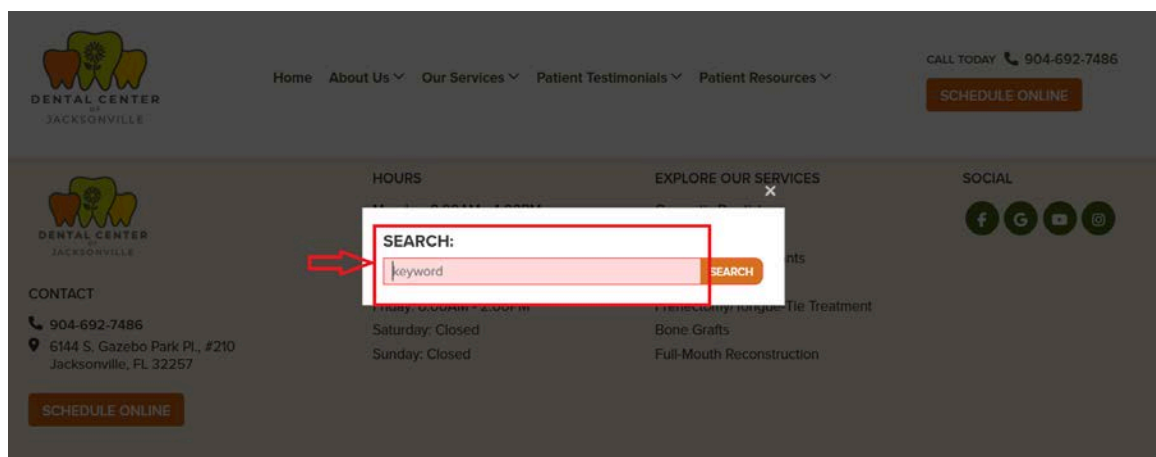 DENTAL CENTER
OF
JACKSONVILLE
Home About Us Our Services Patient Testimonials Patient Resources
CALL TODAY 904-692-7486
SCHEDULE ONLINE
DENTAL CENTER
OF
JACKSONVILLE
CONTACT
904-692-7486
6144 S. Gazebo Park Pl., #210
Jacksonville, FL 32257
SCHEDULE ONLINE
HOURS
×
SEARCH:
keyword
SEARCH
Saturday: Closed
Sunday: Closed
EXPLORE OUR SERVICES
Treatment
Bone Grafts
Full-Mouth Reconstruction
SOCIAL